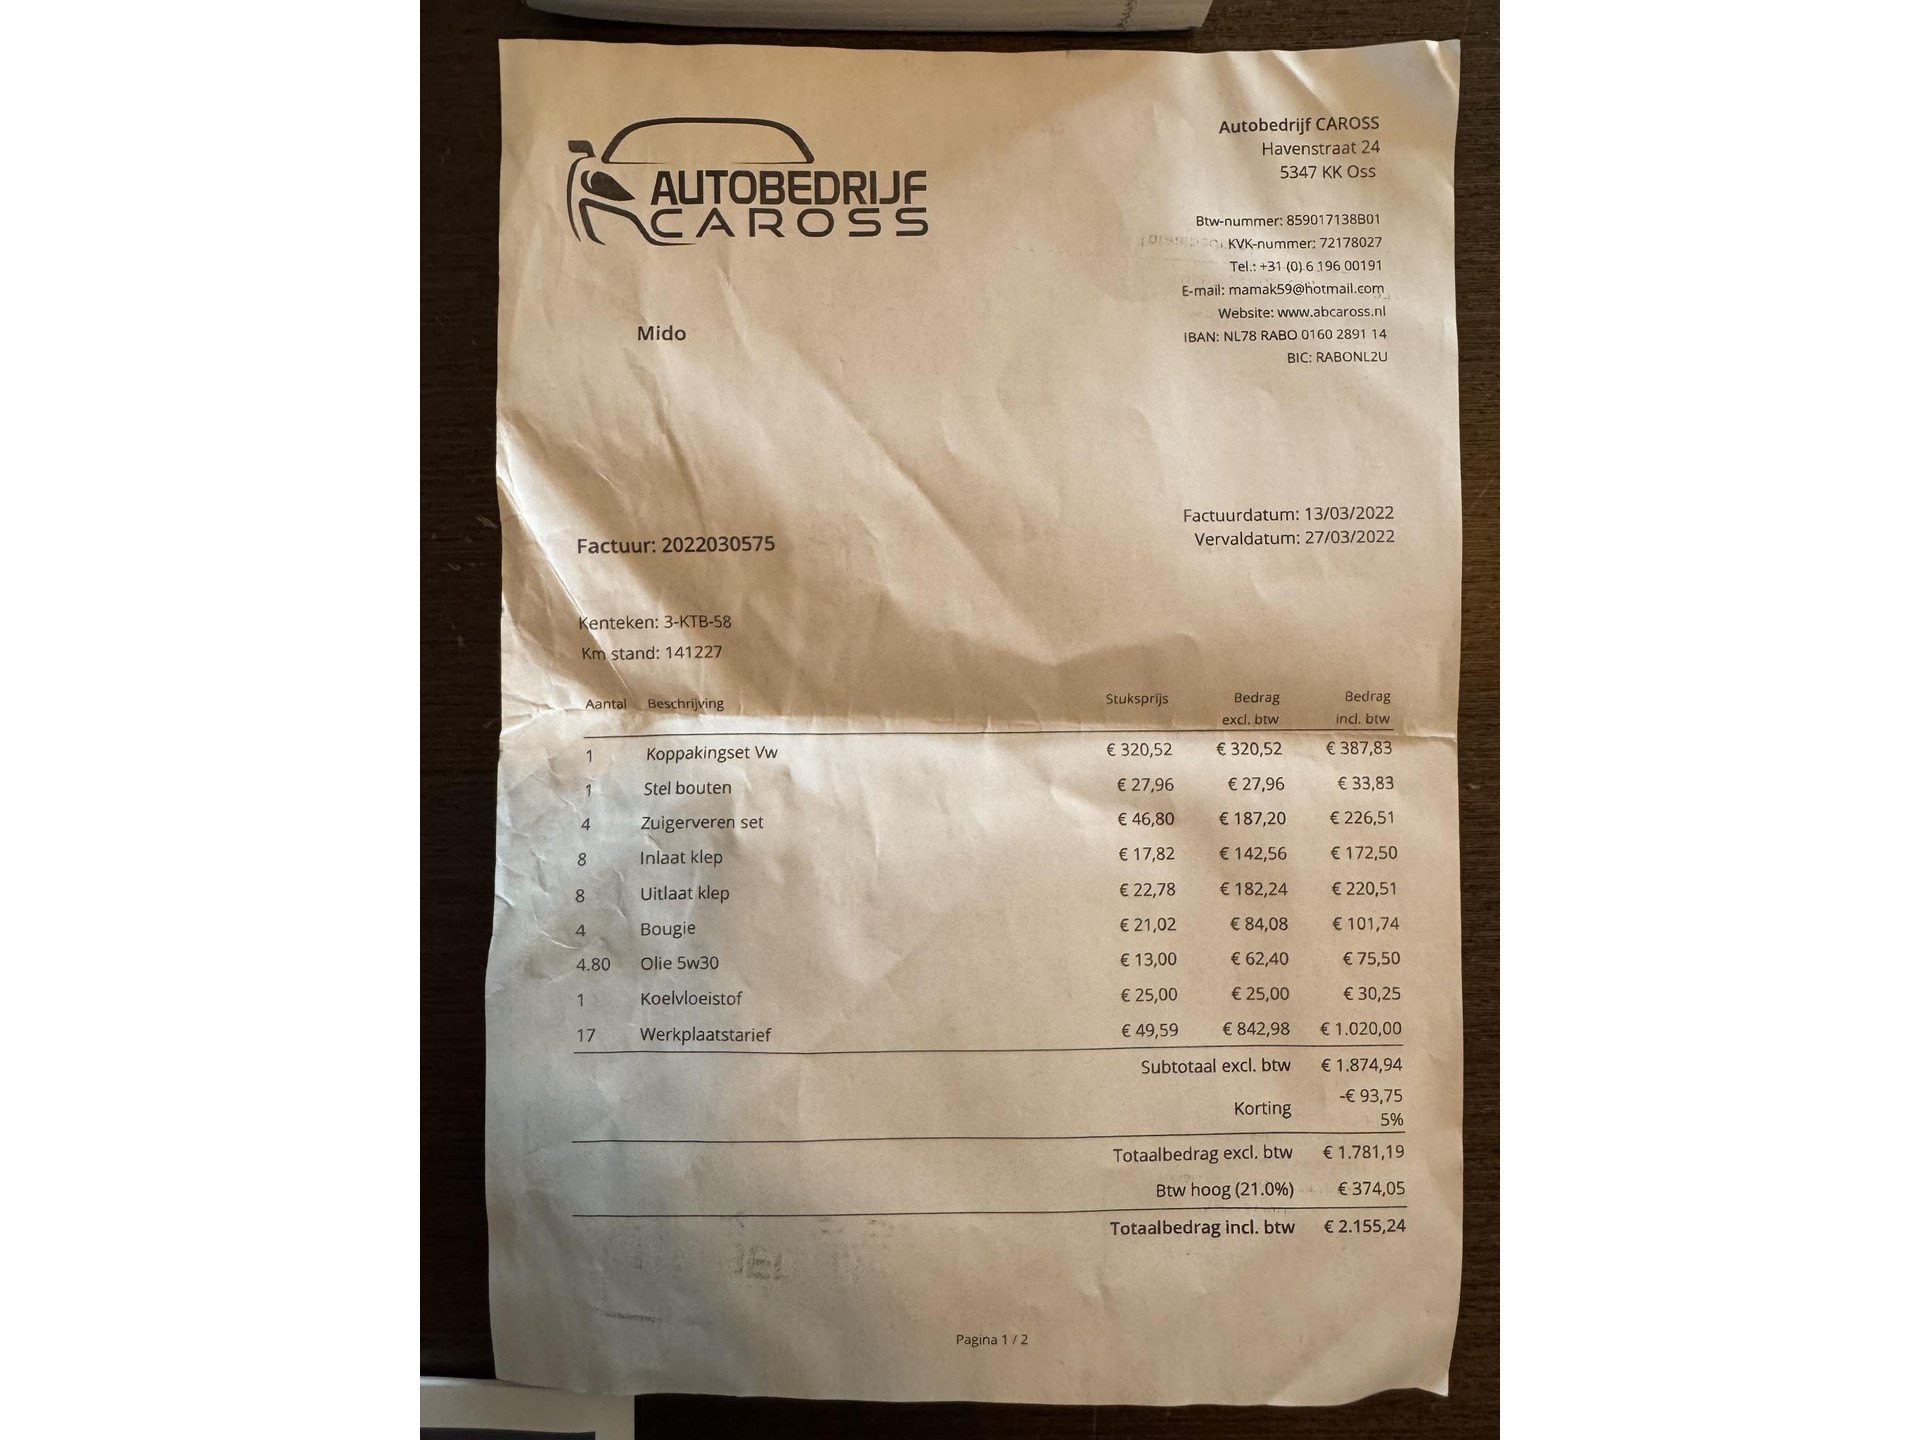 AUTOBEDRIJF
CAROSS
Autobedrijf CAROSS
Havenstraat 24
5347 KK Oss
Btw-nummer: 859017138B01
KVK-nummer: 72178027
Tel.: +31 (0) 6 196 00191
E-mail: mamak59@hotmail.com
Website: www.abcaross.nl
IBAN: NL78 RABO 0160 2891 14
BIC: RABONL2U
Mido
Factuurdatum: 13/03/2022
Vervaldatum: 27/03/2022
Factuur: 2022030575
Kenteken: 3-KTB-58
Km stand: 141227
Aantal Beschrijving Stuksprijs Bedrag Bedrag
excl. btw incl. btw
1 Koppakingset Vw € 320,52 € 320,52 € 387,83
1 Stel bouten € 27,96 € 27,96 € 33,83
4 Zuigerveren set € 46,80 € 187,20 € 226,51
8 Inlaat klep € 17,82 € 142,56 € 172,50
8 Uitlaat klep € 22,78 € 182,24 € 220,51
4 Bougie € 21,02 € 84,08 € 101,74
4.80 Olie 5w30 € 13,00 € 62,40 € 75,50
1 Koelvloeistof € 25,00 € 25,00 € 30,25
17 Werkplaatstarief € 49,59 € 842,98 € 1.020,00
Subtotaal excl. btw € 1.874,94
Korting -€ 93,75
5%
Totaalbedrag excl. btw € 1.781,19
Btw hoog (21.0%) € 374,05
Totaalbedrag incl. btw € 2.155,24
Pagina 1 / 2